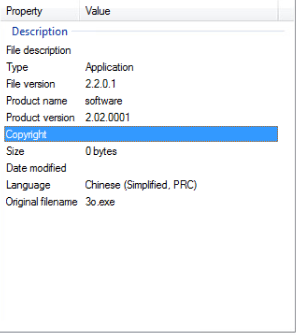 Property Value
Description
File description
Type Application
File version 2.2.0.1
Product name software
Product version 2.02.0001
Copyright
Size 0 bytes
Date modified
Language Chinese (Simplified, PRC)
Original filename 3o.exe